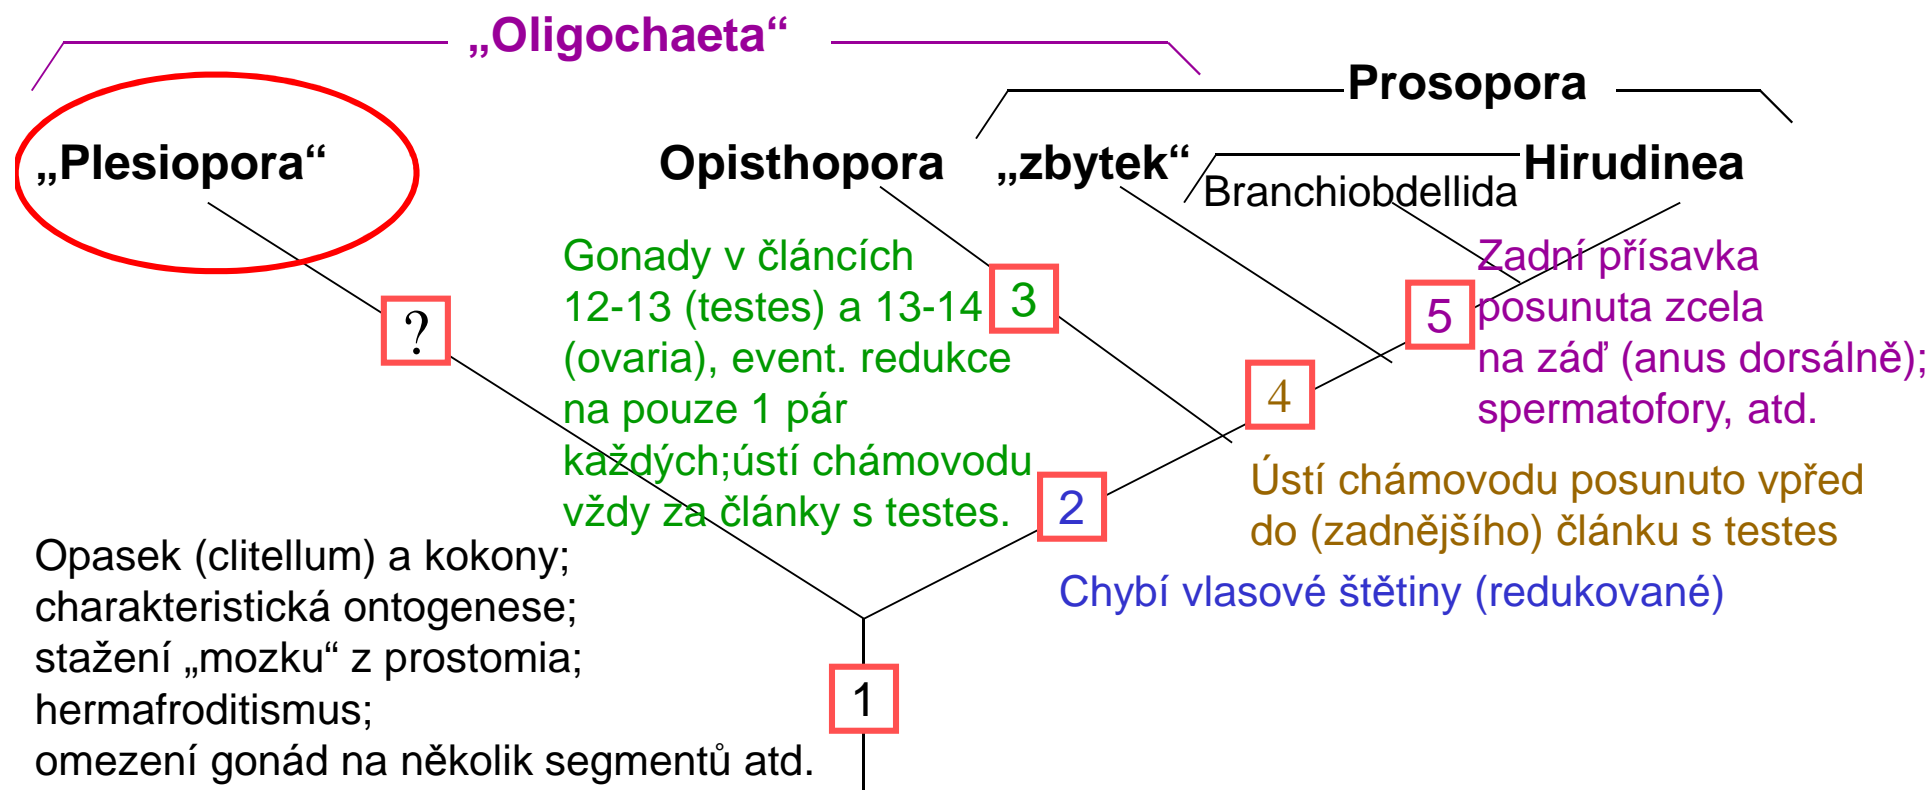 „Oligochaeta“
Prosopora
„Plesiopora“
Opisthopora
„zbytek“
Hirudinea
Branchiobdellida
Gonady v článcích
12-13 (testes) a 13-14
(ovaria), event. redukce
na pouze 1 pár
každých;ústí chámovodu
vždy za články s testes.
3
?
5
Zadní přísavka
posunuta zcela
na záď (anus dorsálně);
spermatofory, atd.
4
2
Ústí chámovodu posunuto vpřed
do (zadnějšího) článku s testes
Chybí vlasové štětiny (redukované)
Opasek (clitellum) a kokony;
charakteristická ontogenese;
stažení „mozku“ z prostomia;
hermafroditismus;
omezení gonád na několik segmentů atd.
1